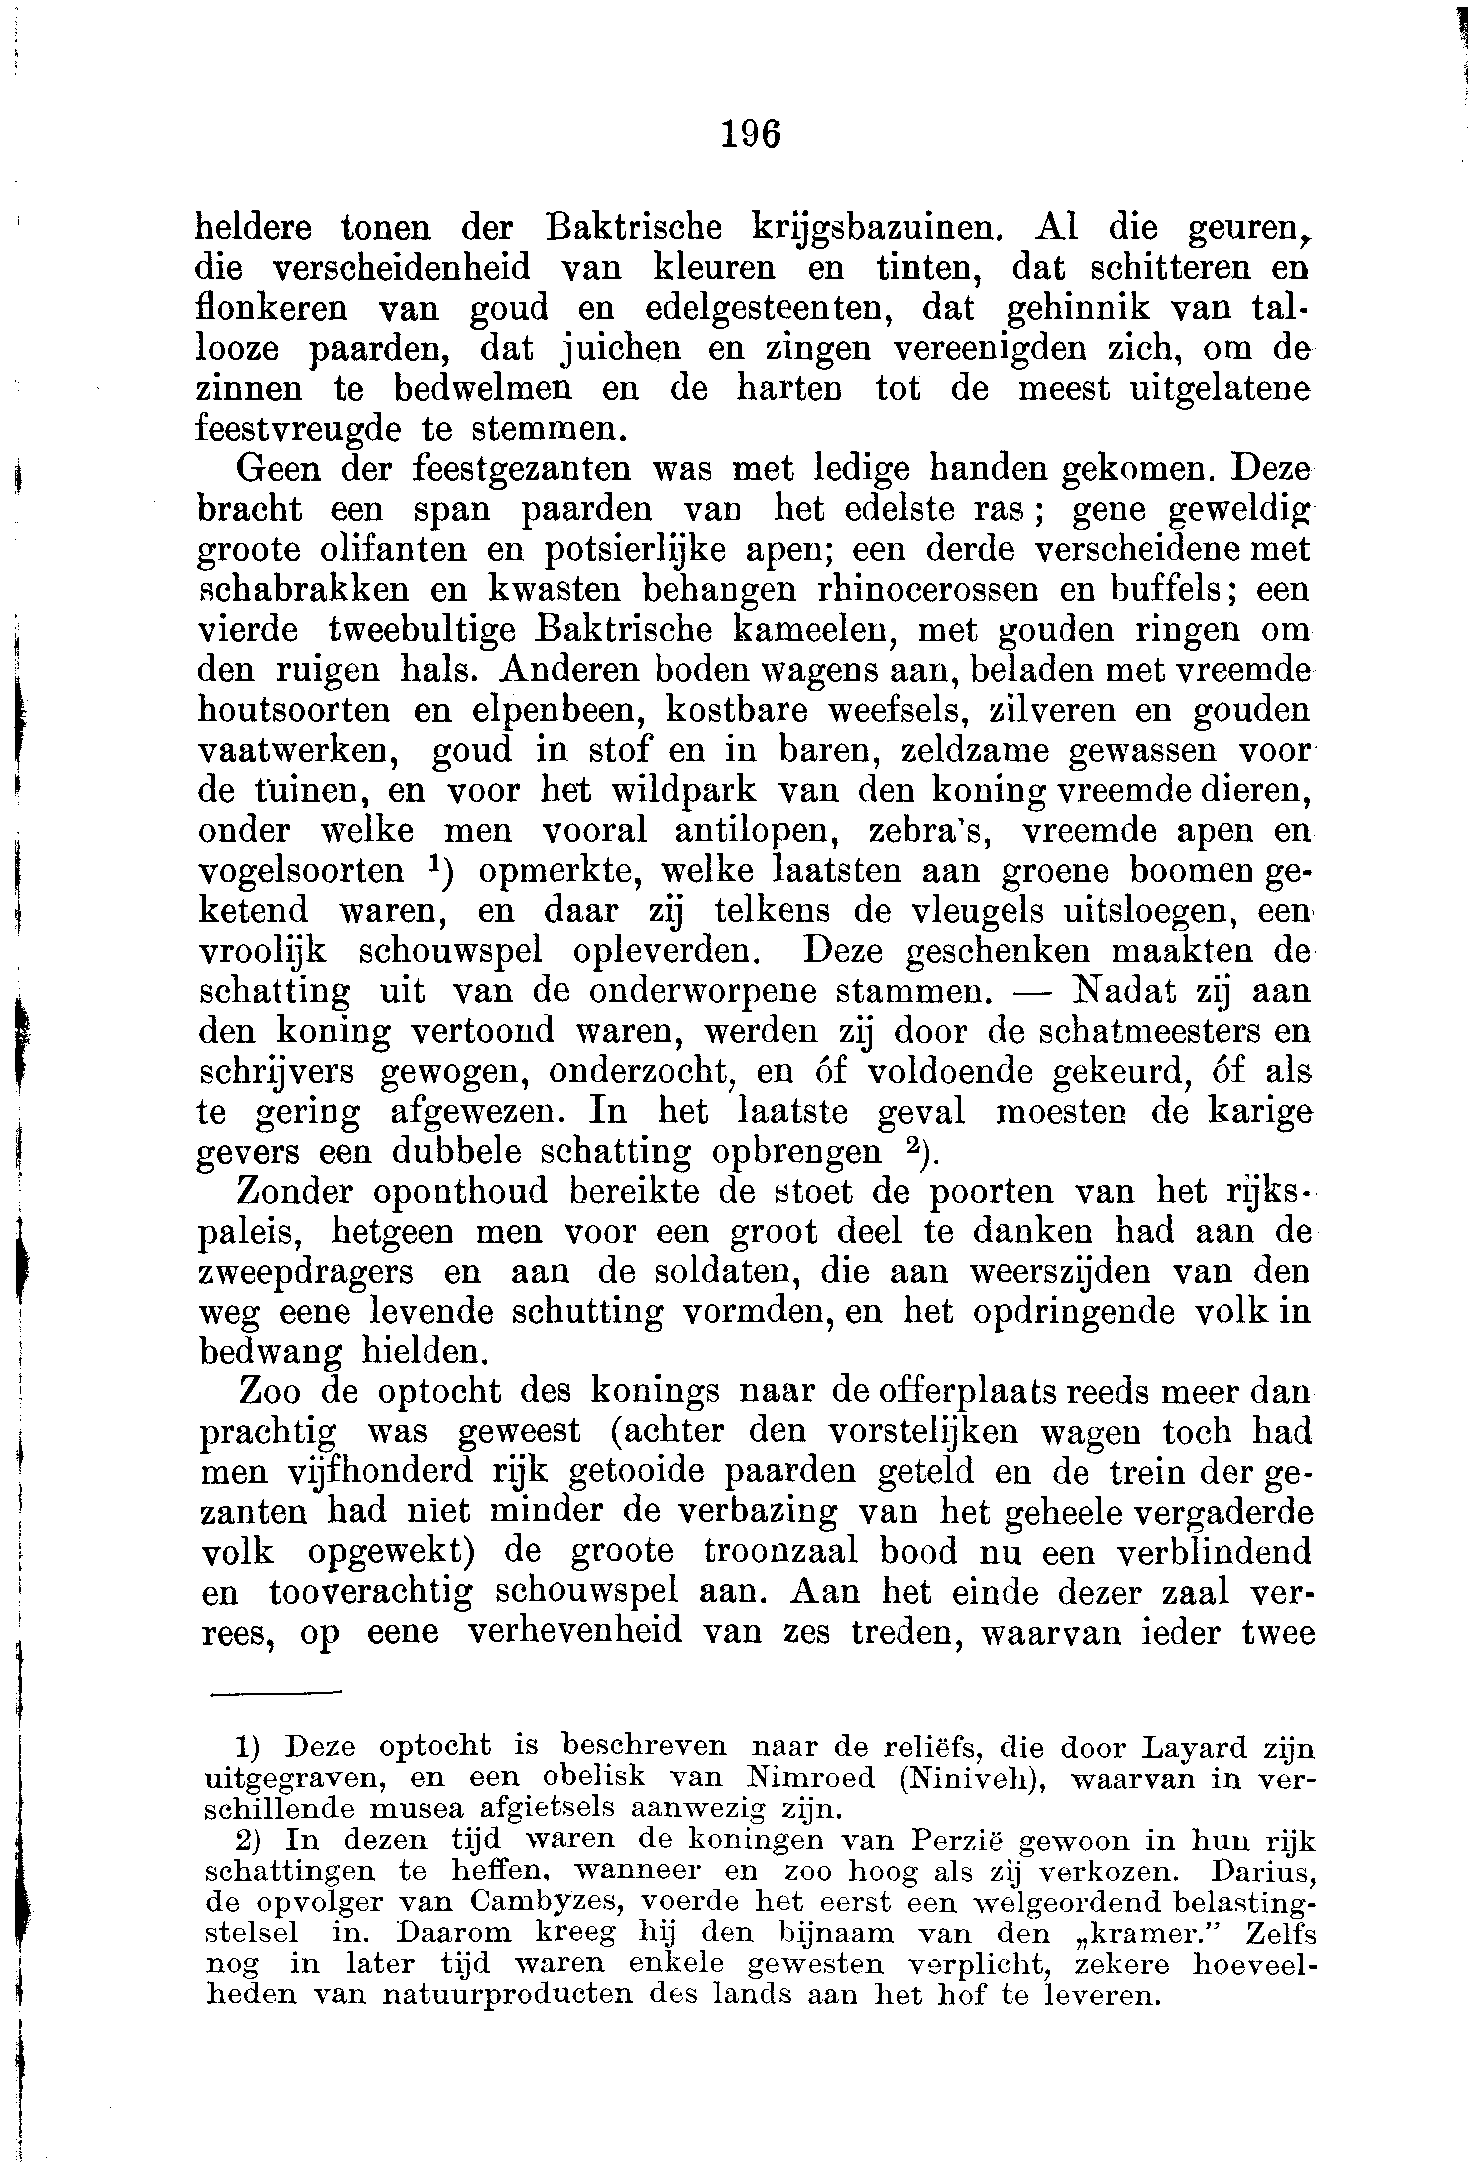 196
heldere tonen der Baktrische krijgsbazuinen. Al die geuren,
die verscheidenheid van kleuren en tinten, dat schitteren en
flonkeren van goud en edelgesteenten, dat gehinnik van tal-
looze paarden, dat juichen en zingen vereenigden zich, om de
zinnen te bedwelmen en de harten tot de meest uitgelatene
feestvreugde te stemmen.
Geen der feestgezanten was met ledige handen gekomen. Deze
bracht een span paarden van het edelste ras; gene geweldig
groote olifanten en potsierlijke apen; een derde verscheidene met
schabrakken en kwasten behangen rhinocerossen en buffels; een
vierde tweebultige Baktrische kameelen, met gouden ringen om
den ruigen hals. Anderen boden wagens aan, beladen met vreemde
houtsoorten en elpenbeen, kostbare weefsels, zilveren en gouden
vaatwerken, goud in stof en in baren, zeldzame gewassen voor
de tuinen, en voor het wildpark van den koning vreemde dieren,
onder welke men vooral antilopen, zebra's, vreemde apen en
vogelsoorten ¹) opmerkte, welke laatsten aan groene boomen ge-
ketend waren, en daar zij telkens de vleugels uitsloegen, een
vroolijk schouwspel opleverden. Deze geschenken maakten de
schatting uit van de onderworpene stammen. — Nadat zij aan
den koning vertoond waren, werden zij door de schatmeesters en
schrijvers gewogen, onderzocht, en óf voldoende gekeurd, óf als
te gering afgewezen. In het laatste geval moesten de karige
gevers een dubbele schatting opbrengen ²).
Zonder oponthoud bereikte de stoet de poorten van het rijks-
paleis, hetgeen men voor een groot deel te danken had aan de
zweepdragers en aan de soldaten, die aan weerszijden van den
weg eene levende schutting vormden, en het opdringende volk in
bedwang hielden.
Zoo de optocht des konings naar de offerplaats reeds meer dan
prachtig was geweest (achter den vorstelijken wagen toch had
men vijfhonderd rijk getooide paarden geteld en de trein der ge-
zanten had niet minder de verbazing van het geheele vergaderde
volk opgewekt) de groote troonzaal bood nu een verblindend
en tooverachtig schouwspel aan. Aan het einde dezer zaal ver-
rees, op eene verhevenheid van zes treden, waarvan ieder twee
1) Deze optocht is beschreven naar de reliëfs, die door Layard zijn
uitgegraven, en een obelisk van Nimroed (Niniveh), waarvan in ver-
schillende musea afgietsels aanwezig zijn.
2) In dezen tijd waren de koningen van Perzië gewoon in hun rijk
schattingen te heffen, wanneer en zoo hoog als zij verkozen. Darius,
de opvolger van Cambyzes, voerde het eerst een welgeordend belasting-
stelsel in. Daarom kreeg hij den bijnaam van den „kramer.” Zelfs
nog in later tijd waren enkele gewesten verplicht, zekere hoeveel-
heden van natuurproducten des lands aan het hof te leveren.